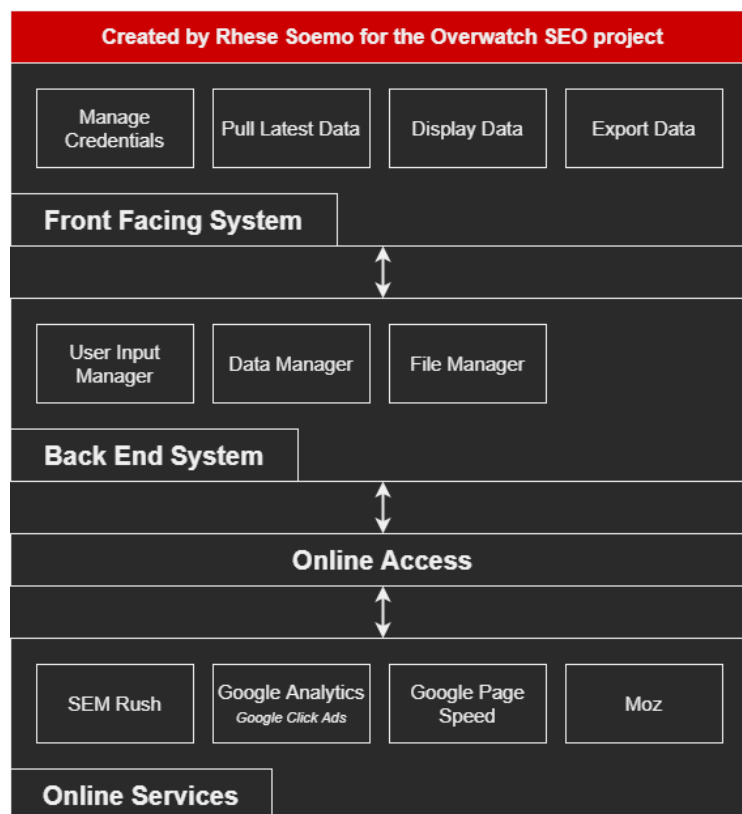 Created by Rhese Soemo for the Overwatch SEO project
Manage
Credentials
Pull Latest Data
Display Data
Export Data
Front Facing System
User Input
Manager
Data Manager
File Manager
Back End System
Online Access
SEM Rush
Google Analytics
Google Click Ads
Google Page
Speed
Moz
Online Services